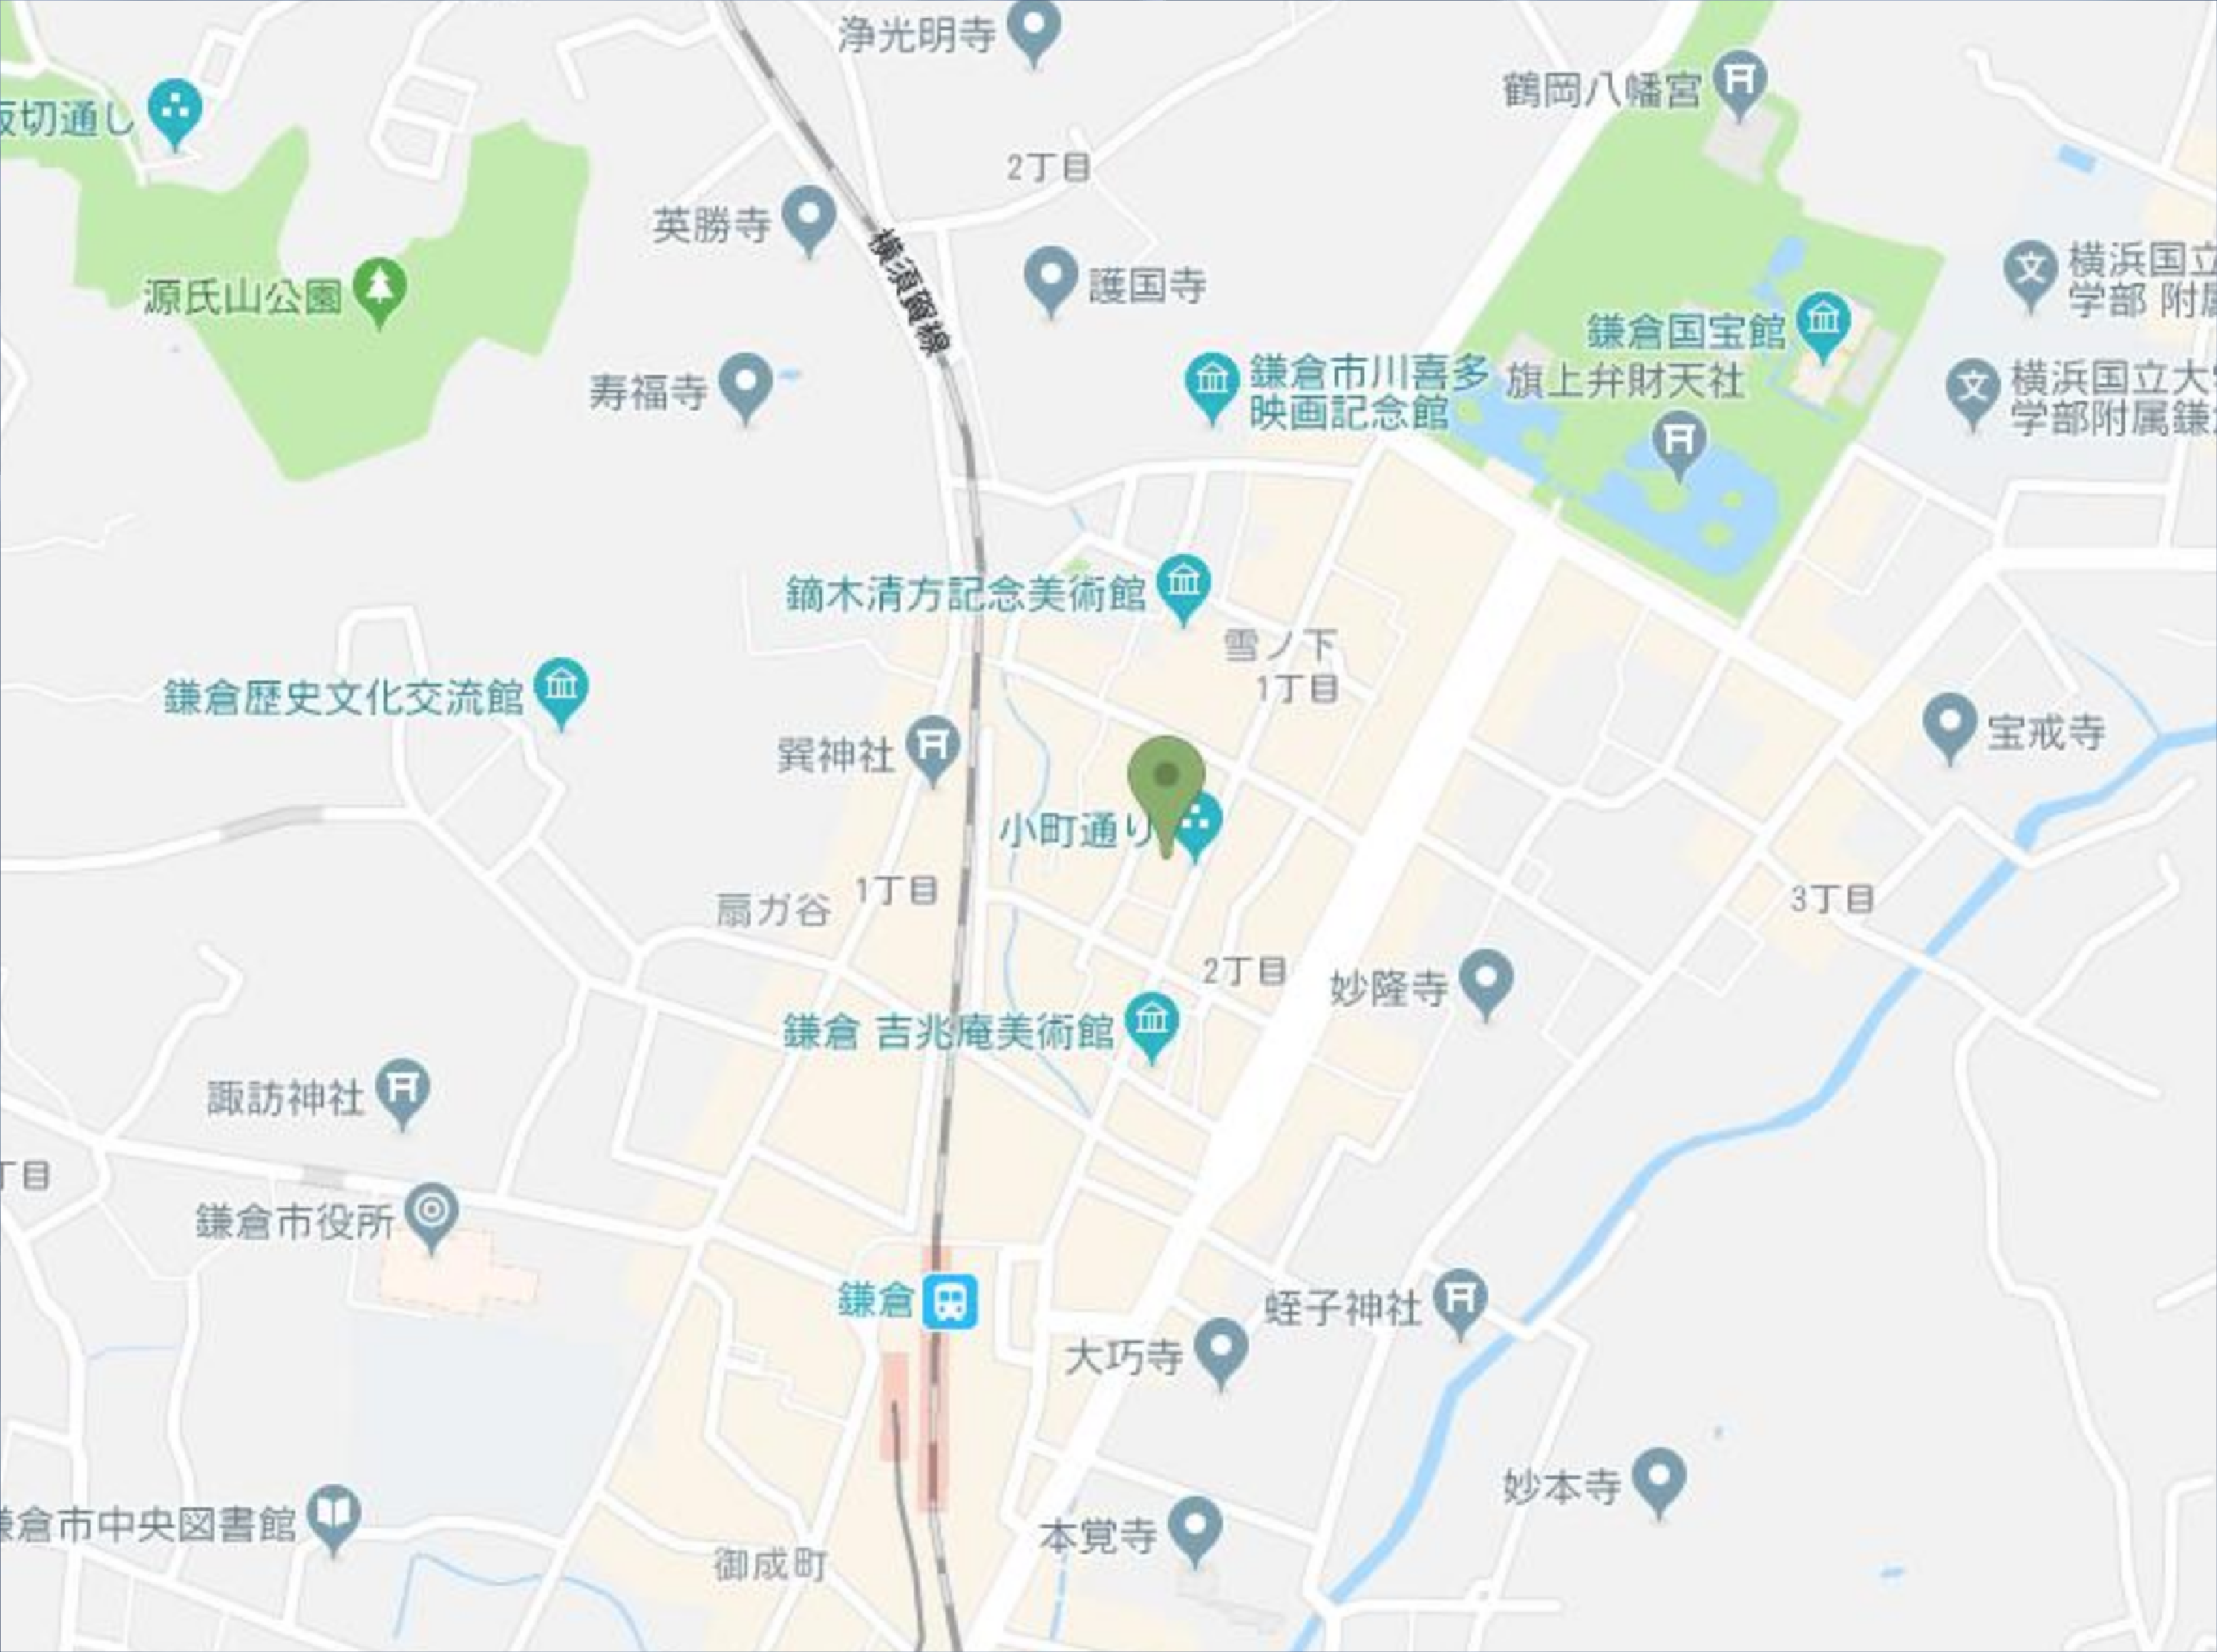 浄光明寺
鶴岡八幡宮
坂切通し
2丁目
英勝寺
横須賀線
横浜国立
学部 附属
源氏山公園
護国寺
鎌倉国宝館
鎌倉市川喜多
映画記念館
旗上弁財天社
横浜国立大学
学部附属鎌倉
寿福寺
鏑木清方記念美術館
雪ノ下
1丁目
鎌倉歴史文化交流館
巽神社
宝戒寺
小町通り
1丁目
扇ガ谷
3丁目
2丁目
妙隆寺
鎌倉 吉兆庵美術館
諏訪神社
丁目
鎌倉市役所
鎌倉
蛭子神社
大巧寺
妙本寺
鎌倉市中央図書館
本覚寺
御成町